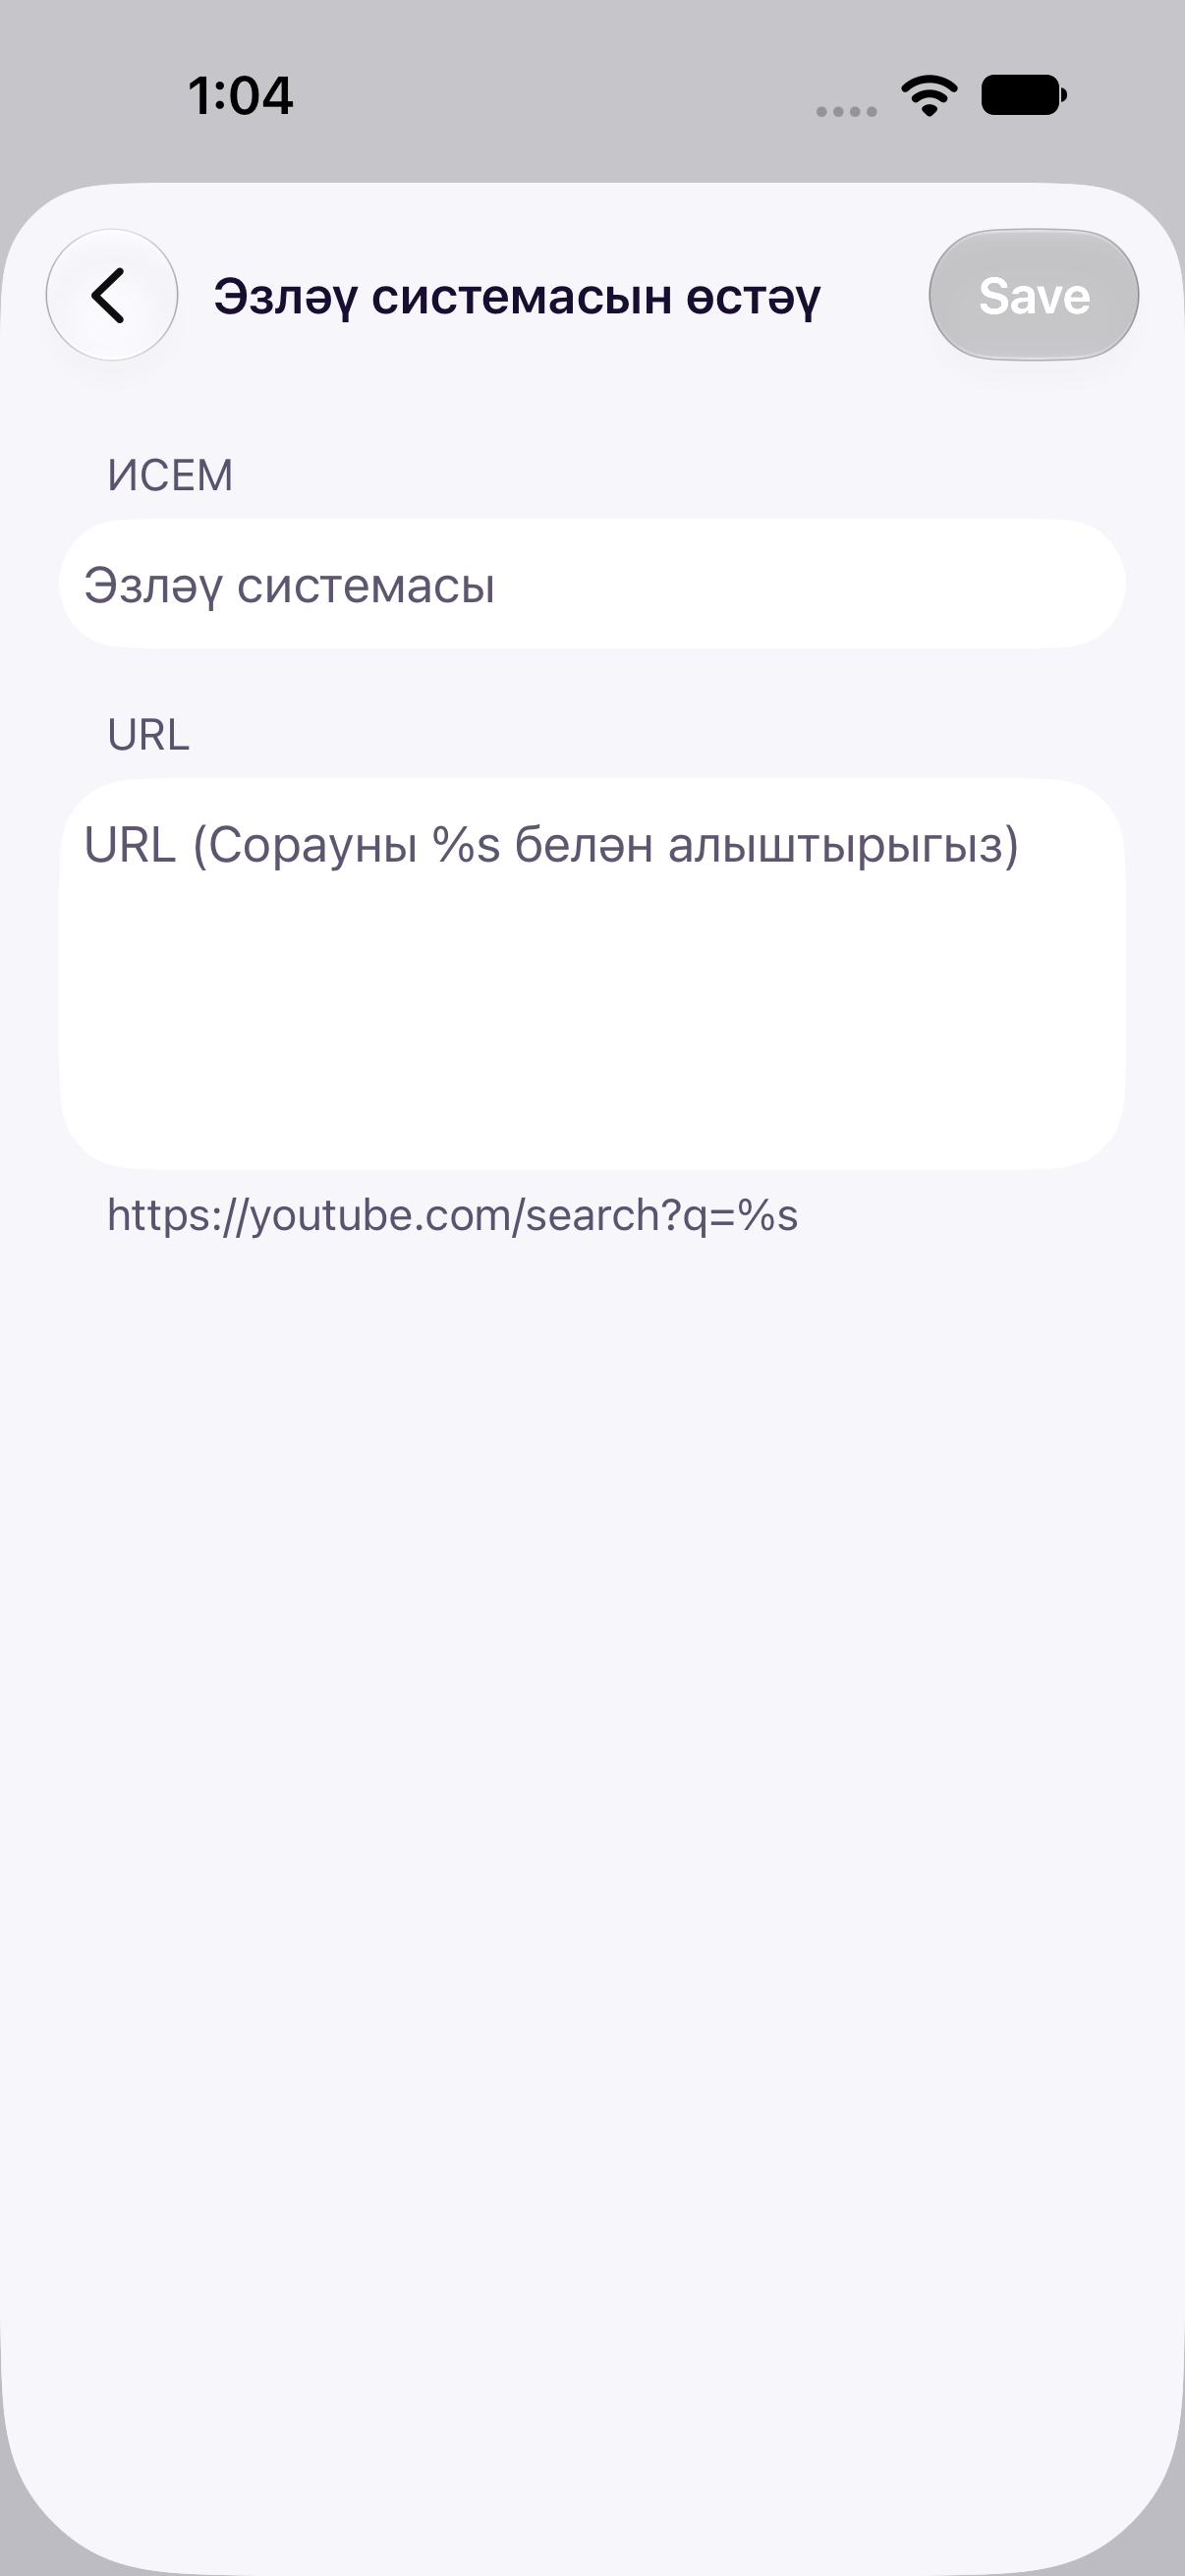 1:04
Эзләү системасын өстәү
Save
ИСЕМ
Эзләү системасы
URL
URL (Сорауны %s белән алыштырыгыз)
https://youtube.com/search?q=%s